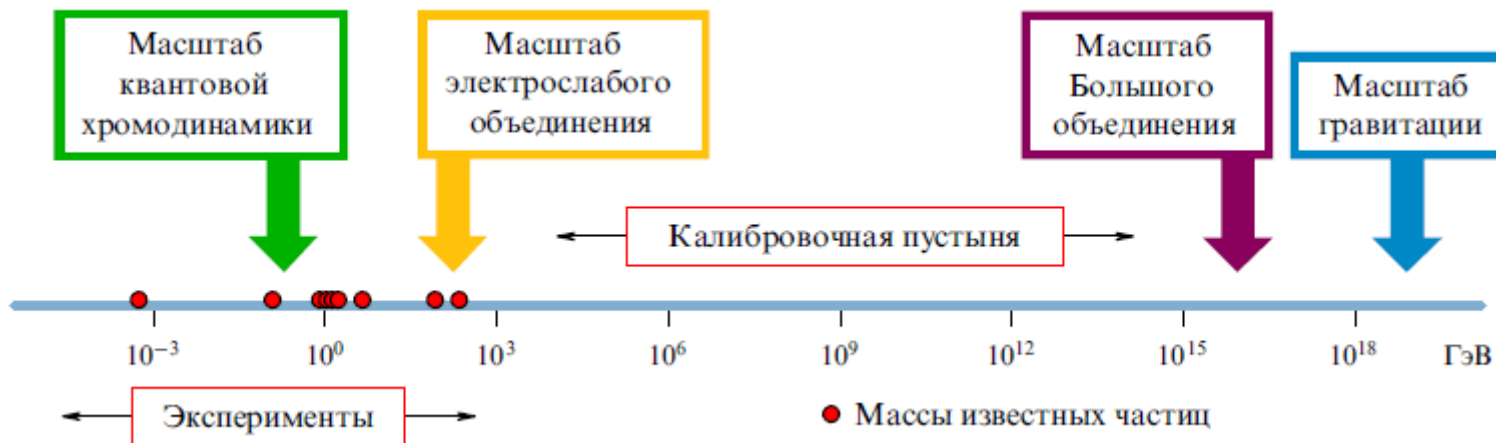 Масштаб
квантовой
хромодинамики
Масштаб
электрослабого
объединения
Масштаб
Большого
объединения
Масштаб
гравитации
Калибровочная пустыня
10⁻³ 10⁰ 10³ 10⁶ 10⁹ 10¹² 10¹⁵ 10¹⁸ ГэВ
Эксперименты
Массы известных частиц